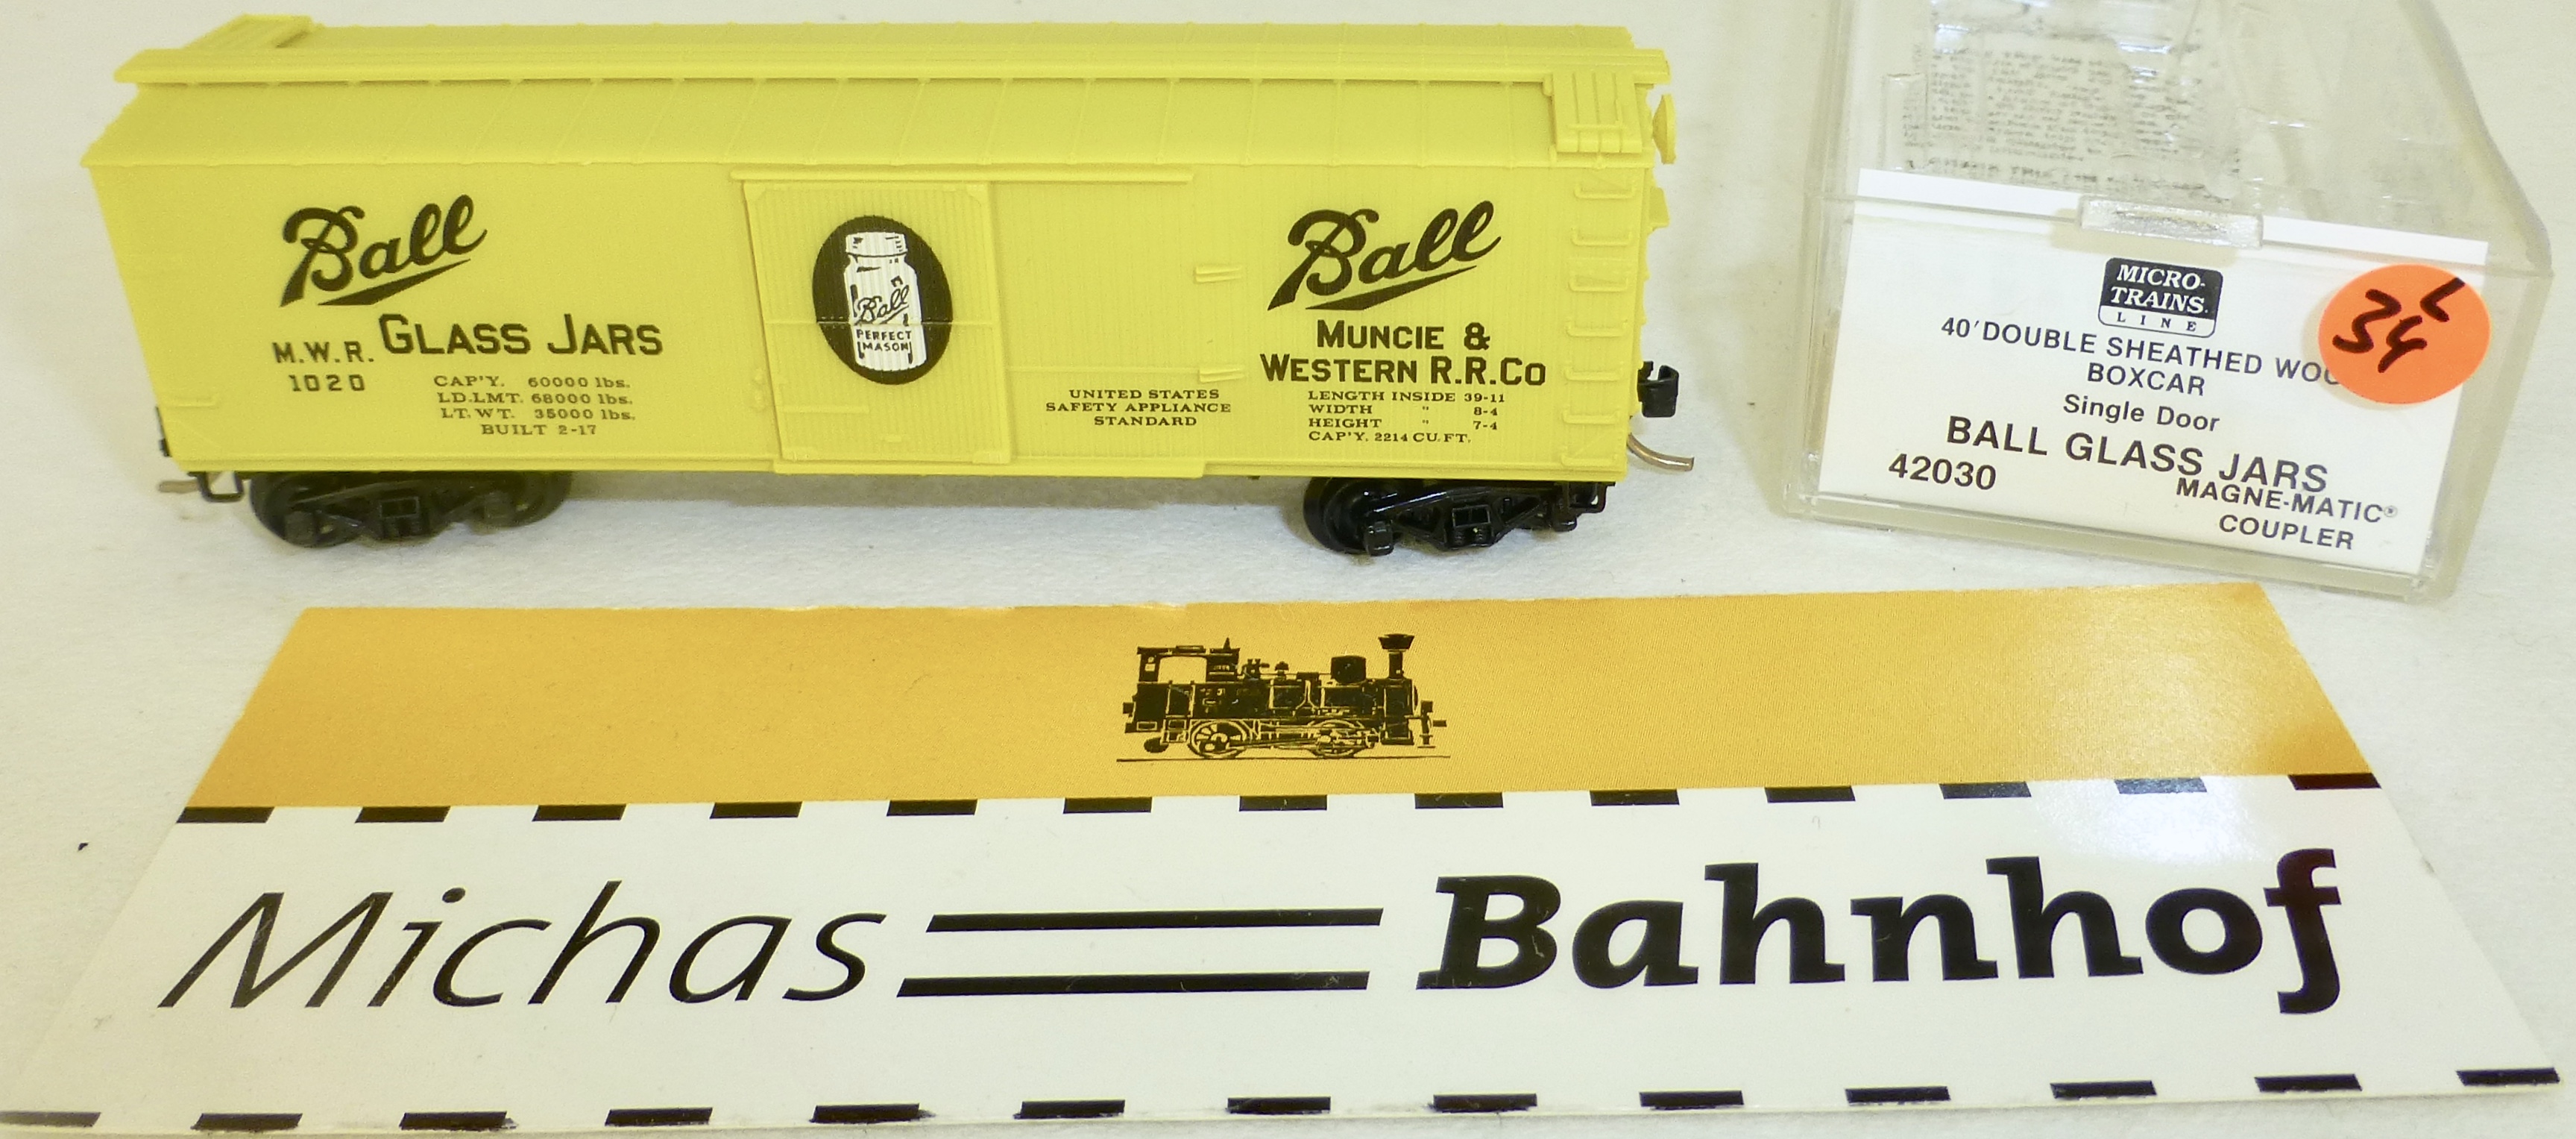 Ball
GLASS JARS
M.W.R.
1020
CAP'Y. 60000 lbs.
LD.LMT. 68000 lbs.
LT. WT. 35000 lbs.
BUILT 2-17
Ball
PERFECT
MASON
UNITED STATES
SAFETY APPLIANCE
STANDARD
Ball
MUNCIE &
WESTERN R.R.Co
LENGTH INSIDE 39-11
WIDTH " 8-4
HEIGHT " 7-4
CAP'Y. 2214 CU. FT.
MICRO-
TRAINS
LINE
40' DOUBLE SHEATHED
BOXCAR
Single Door
BALL GLASS JARS
42030
MAGNE-MATIC®
COUPLER
34
Michas Bahnhof